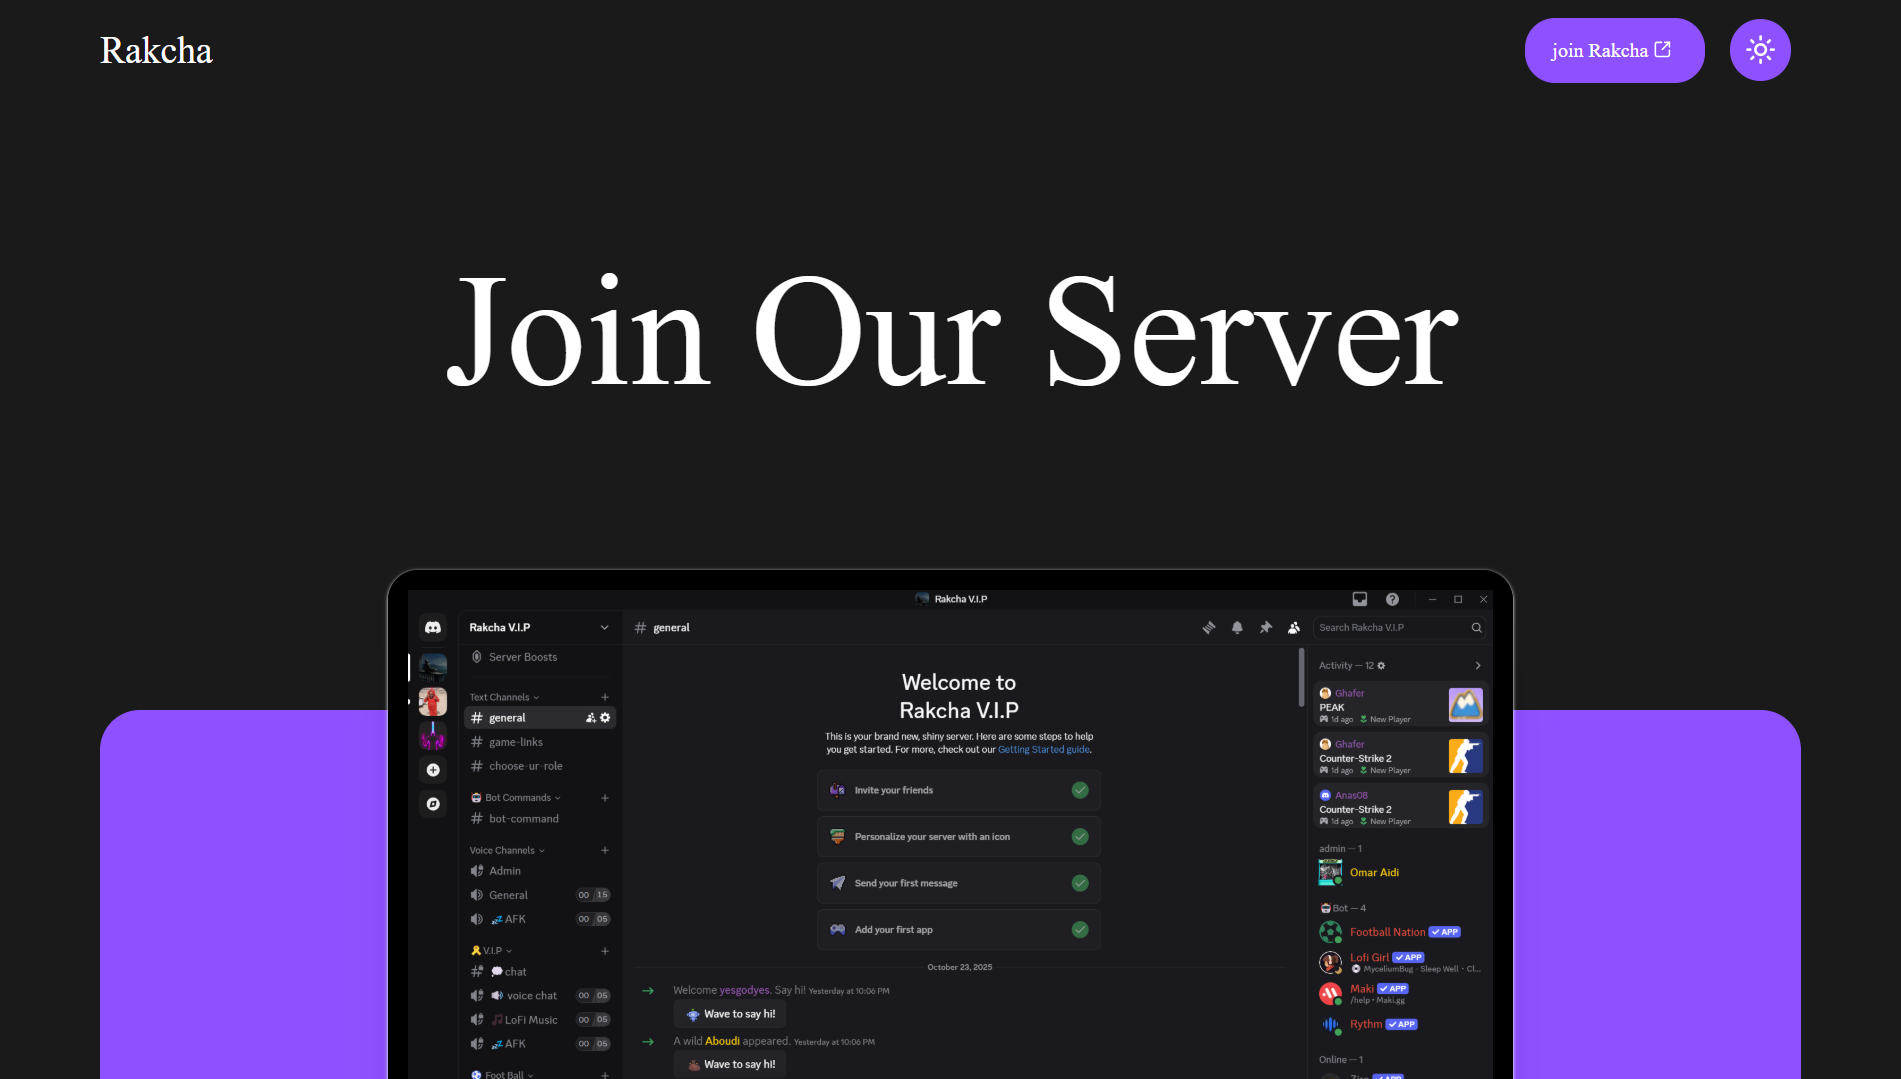 Rakcha
join Rakcha
Join Our Server
Rakcha V.I.P
Rakcha V.I.P
Server Boosts
Text Channels
general
game-links
choose-ur-role
Bot Commands
bot-command
Voice Channels
Admin
General 00 15
AFK 00 05
V.I.P
chat
voice chat 00 05
LoFi Music 00 05
AFK 00 05
Foot Ball
# general
Search Rakcha V.I.P
Welcome to
Rakcha V.I.P
This is your brand new, shiny server. Here are some steps to help
you get started. For more, check out our Getting Started guide.
Invite your friends
Personalize your server with an icon
Send your first message
Add your first app
October 23, 2025
Welcome yesgodyes. Say hi! Yesterday at 10:06 PM
Wave to say hi!
A wild Aboudi appeared. Yesterday at 10:06 PM
Wave to say hi!
Activity — 12
Ghafer
PEAK
1d ago New Player
Ghafer
Counter-Strike 2
1d ago New Player
Anas08
Counter-Strike 2
1d ago New Player
admin — 1
Omar Aidi
Bot — 4
Football Nation APP
Lofi Girl APP
MyceliumBug - Sleep Well • Cl...
Maki APP
/help • Maki.gg
Rythm APP
Online — 1